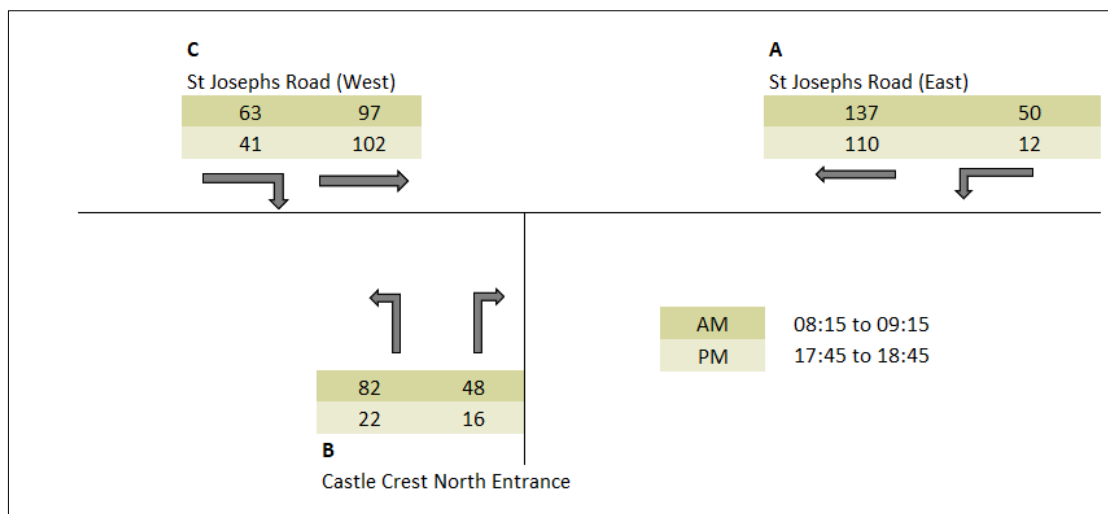 C
St Josephs Road (West)
63 97
41 102
A
St Josephs Road (East)
137 50
110 12
AM 08:15 to 09:15
PM 17:45 to 18:45
82 48
22 16
B
Castle Crest North Entrance